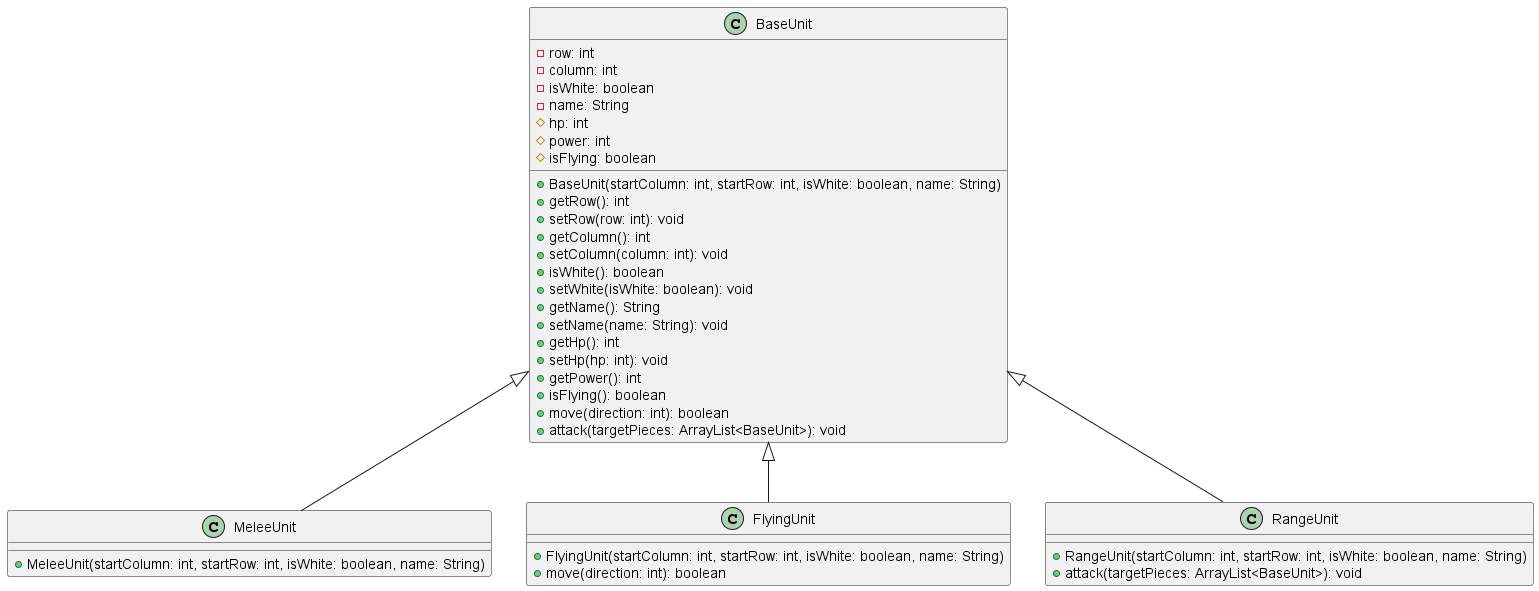 C BaseUnit
row: int
column: int
isWhite: boolean
name: String
hp: int
power: int
isFlying: boolean
BaseUnit(startColumn: int, startRow: int, isWhite: boolean, name: String)
getRow(): int
setRow(row: int): void
getColumn(): int
setColumn(column: int): void
isWhite(): boolean
setWhite(isWhite: boolean): void
getName(): String
setName(name: String): void
getHp(): int
setHp(hp: int): void
getPower(): int
isFlying(): boolean
move(direction: int): boolean
attack(targetPieces: ArrayList<BaseUnit>): void
C MeleeUnit
MeleeUnit(startColumn: int, startRow: int, isWhite: boolean, name: String)
C FlyingUnit
FlyingUnit(startColumn: int, startRow: int, isWhite: boolean, name: String)
move(direction: int): boolean
C RangeUnit
RangeUnit(startColumn: int, startRow: int, isWhite: boolean, name: String)
attack(targetPieces: ArrayList<BaseUnit>): void